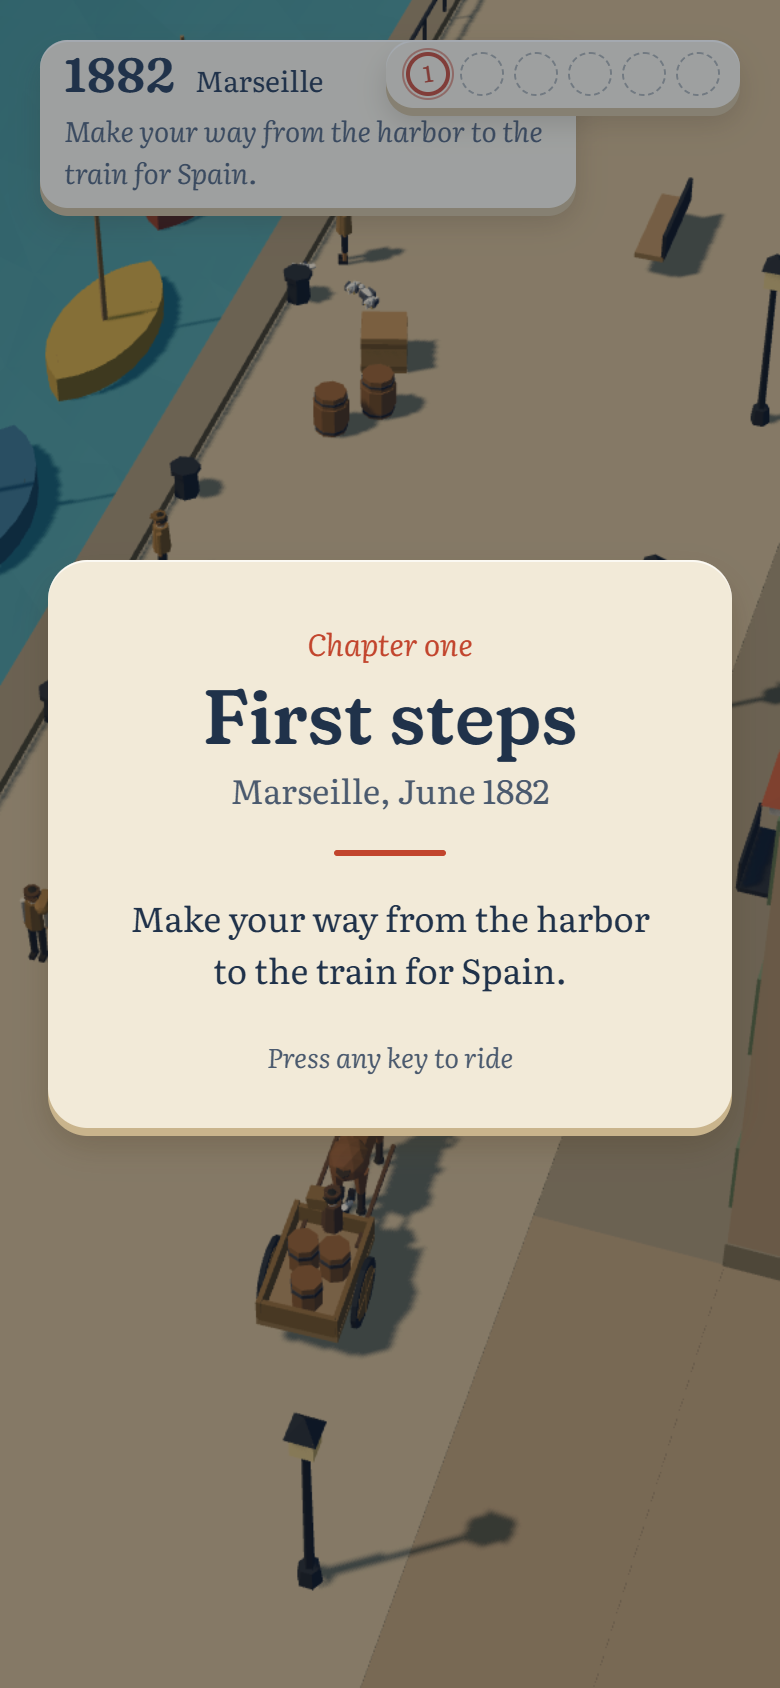 1882 Marseille
1
Make your way from the harbor to the
train for Spain.
Chapter one
First steps
Marseille, June 1882
Make your way from the harbor
to the train for Spain.
Press any key to ride